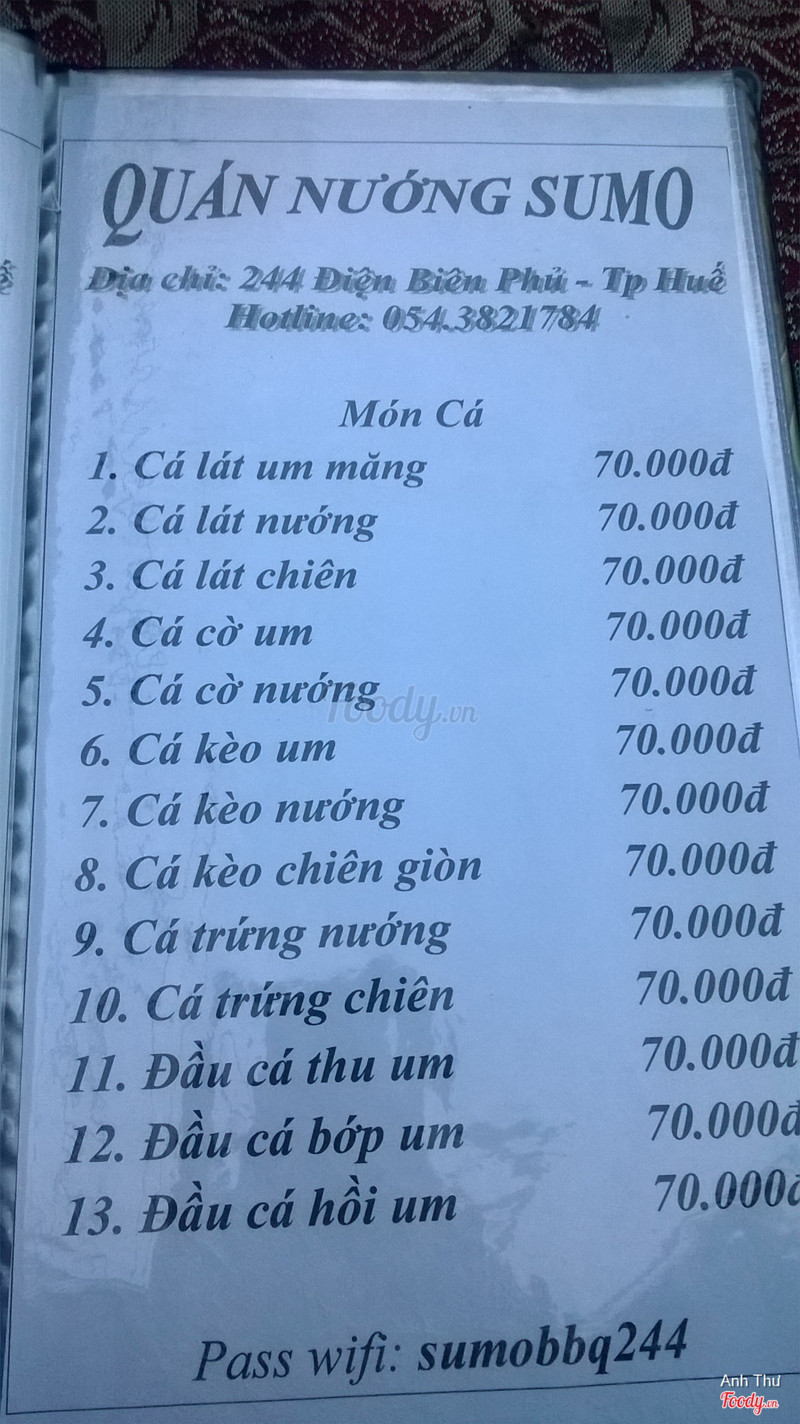 QUÁN NƯỚNG SUMO
Địa chỉ: 244 Điện Biên Phủ - Tp Huế
Hotline: 054.3821784
Món Cá
1. Cá lát um măng 70.000đ
2. Cá lát nướng 70.000đ
3. Cá lát chiên 70.000đ
4. Cá cờ um 70.000đ
5. Cá cờ nướng 70.000đ
foody.vn
6. Cá kèo um 70.000đ
7. Cá kèo nướng 70.000đ
8. Cá kèo chiên giòn 70.000đ
9. Cá trứng nướng 70.000đ
10. Cá trứng chiên 70.000đ
11. Đầu cá thu um 70.000đ
12. Đầu cá bớp um 70.000đ
13. Đầu cá hồi um 70.000đ
Pass wifi: sumobbq244
Anh Thư
Foody.vn